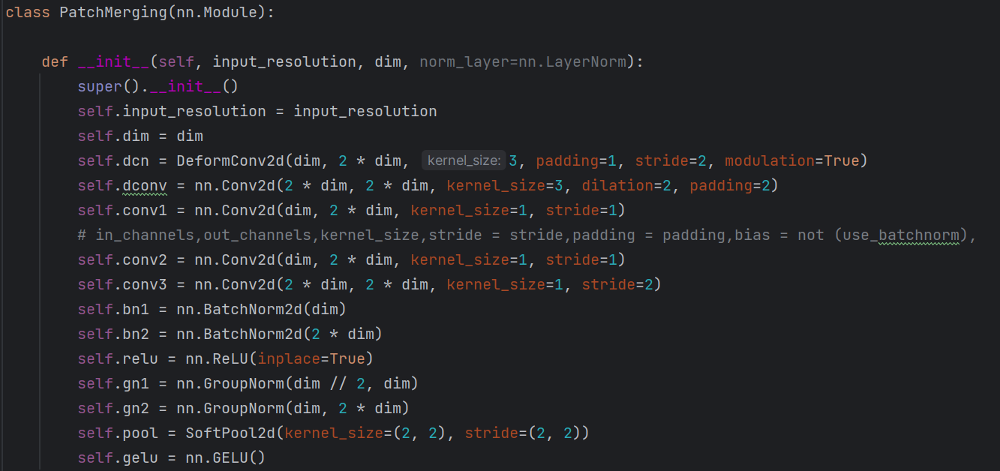 class PatchMerging(nn.Module):
def __init__(self, input_resolution, dim, norm_layer=nn.LayerNorm):
super().__init__()
self.input_resolution = input_resolution
self.dim = dim
self.dcn = DeformConv2d(dim, 2 * dim, kernel_size: 3, padding=1, stride=2, modulation=True)
self.dconv = nn.Conv2d(2 * dim, 2 * dim, kernel_size=3, dilation=2, padding=2)
self.conv1 = nn.Conv2d(dim, 2 * dim, kernel_size=1, stride=1)
# in_channels,out_channels,kernel_size,stride = stride,padding = padding,bias = not (use_batchnorm),
self.conv2 = nn.Conv2d(dim, 2 * dim, kernel_size=1, stride=1)
self.conv3 = nn.Conv2d(2 * dim, 2 * dim, kernel_size=1, stride=2)
self.bn1 = nn.BatchNorm2d(dim)
self.bn2 = nn.BatchNorm2d(2 * dim)
self.relu = nn.ReLU(inplace=True)
self.gn1 = nn.GroupNorm(dim // 2, dim)
self.gn2 = nn.GroupNorm(dim, 2 * dim)
self.pool = SoftPool2d(kernel_size=(2, 2), stride=(2, 2))
self.gelu = nn.GELU()